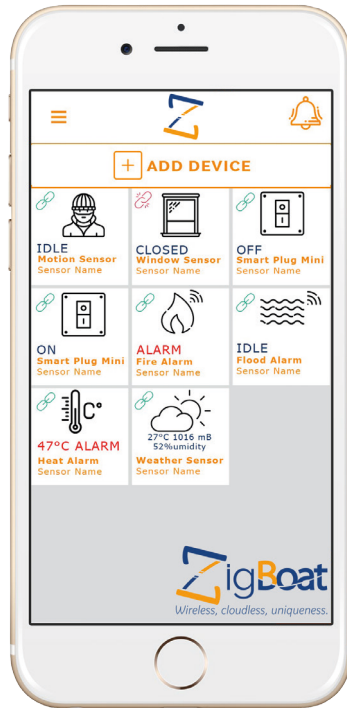 ADD DEVICE
IDLE
Motion Sensor
Sensor Name
CLOSED
Window Sensor
Sensor Name
OFF
Smart Plug Mini
Sensor Name
ON
Smart Plug Mini
Sensor Name
ALARM
Fire Alarm
Sensor Name
IDLE
Flood Alarm
Sensor Name
C°
47°C ALARM
Heat Alarm
Sensor Name
27°C 1016 mB
52%umidity
Weather Sensor
Sensor Name
ZigBoat
Wireless, cloudless, uniqueness.